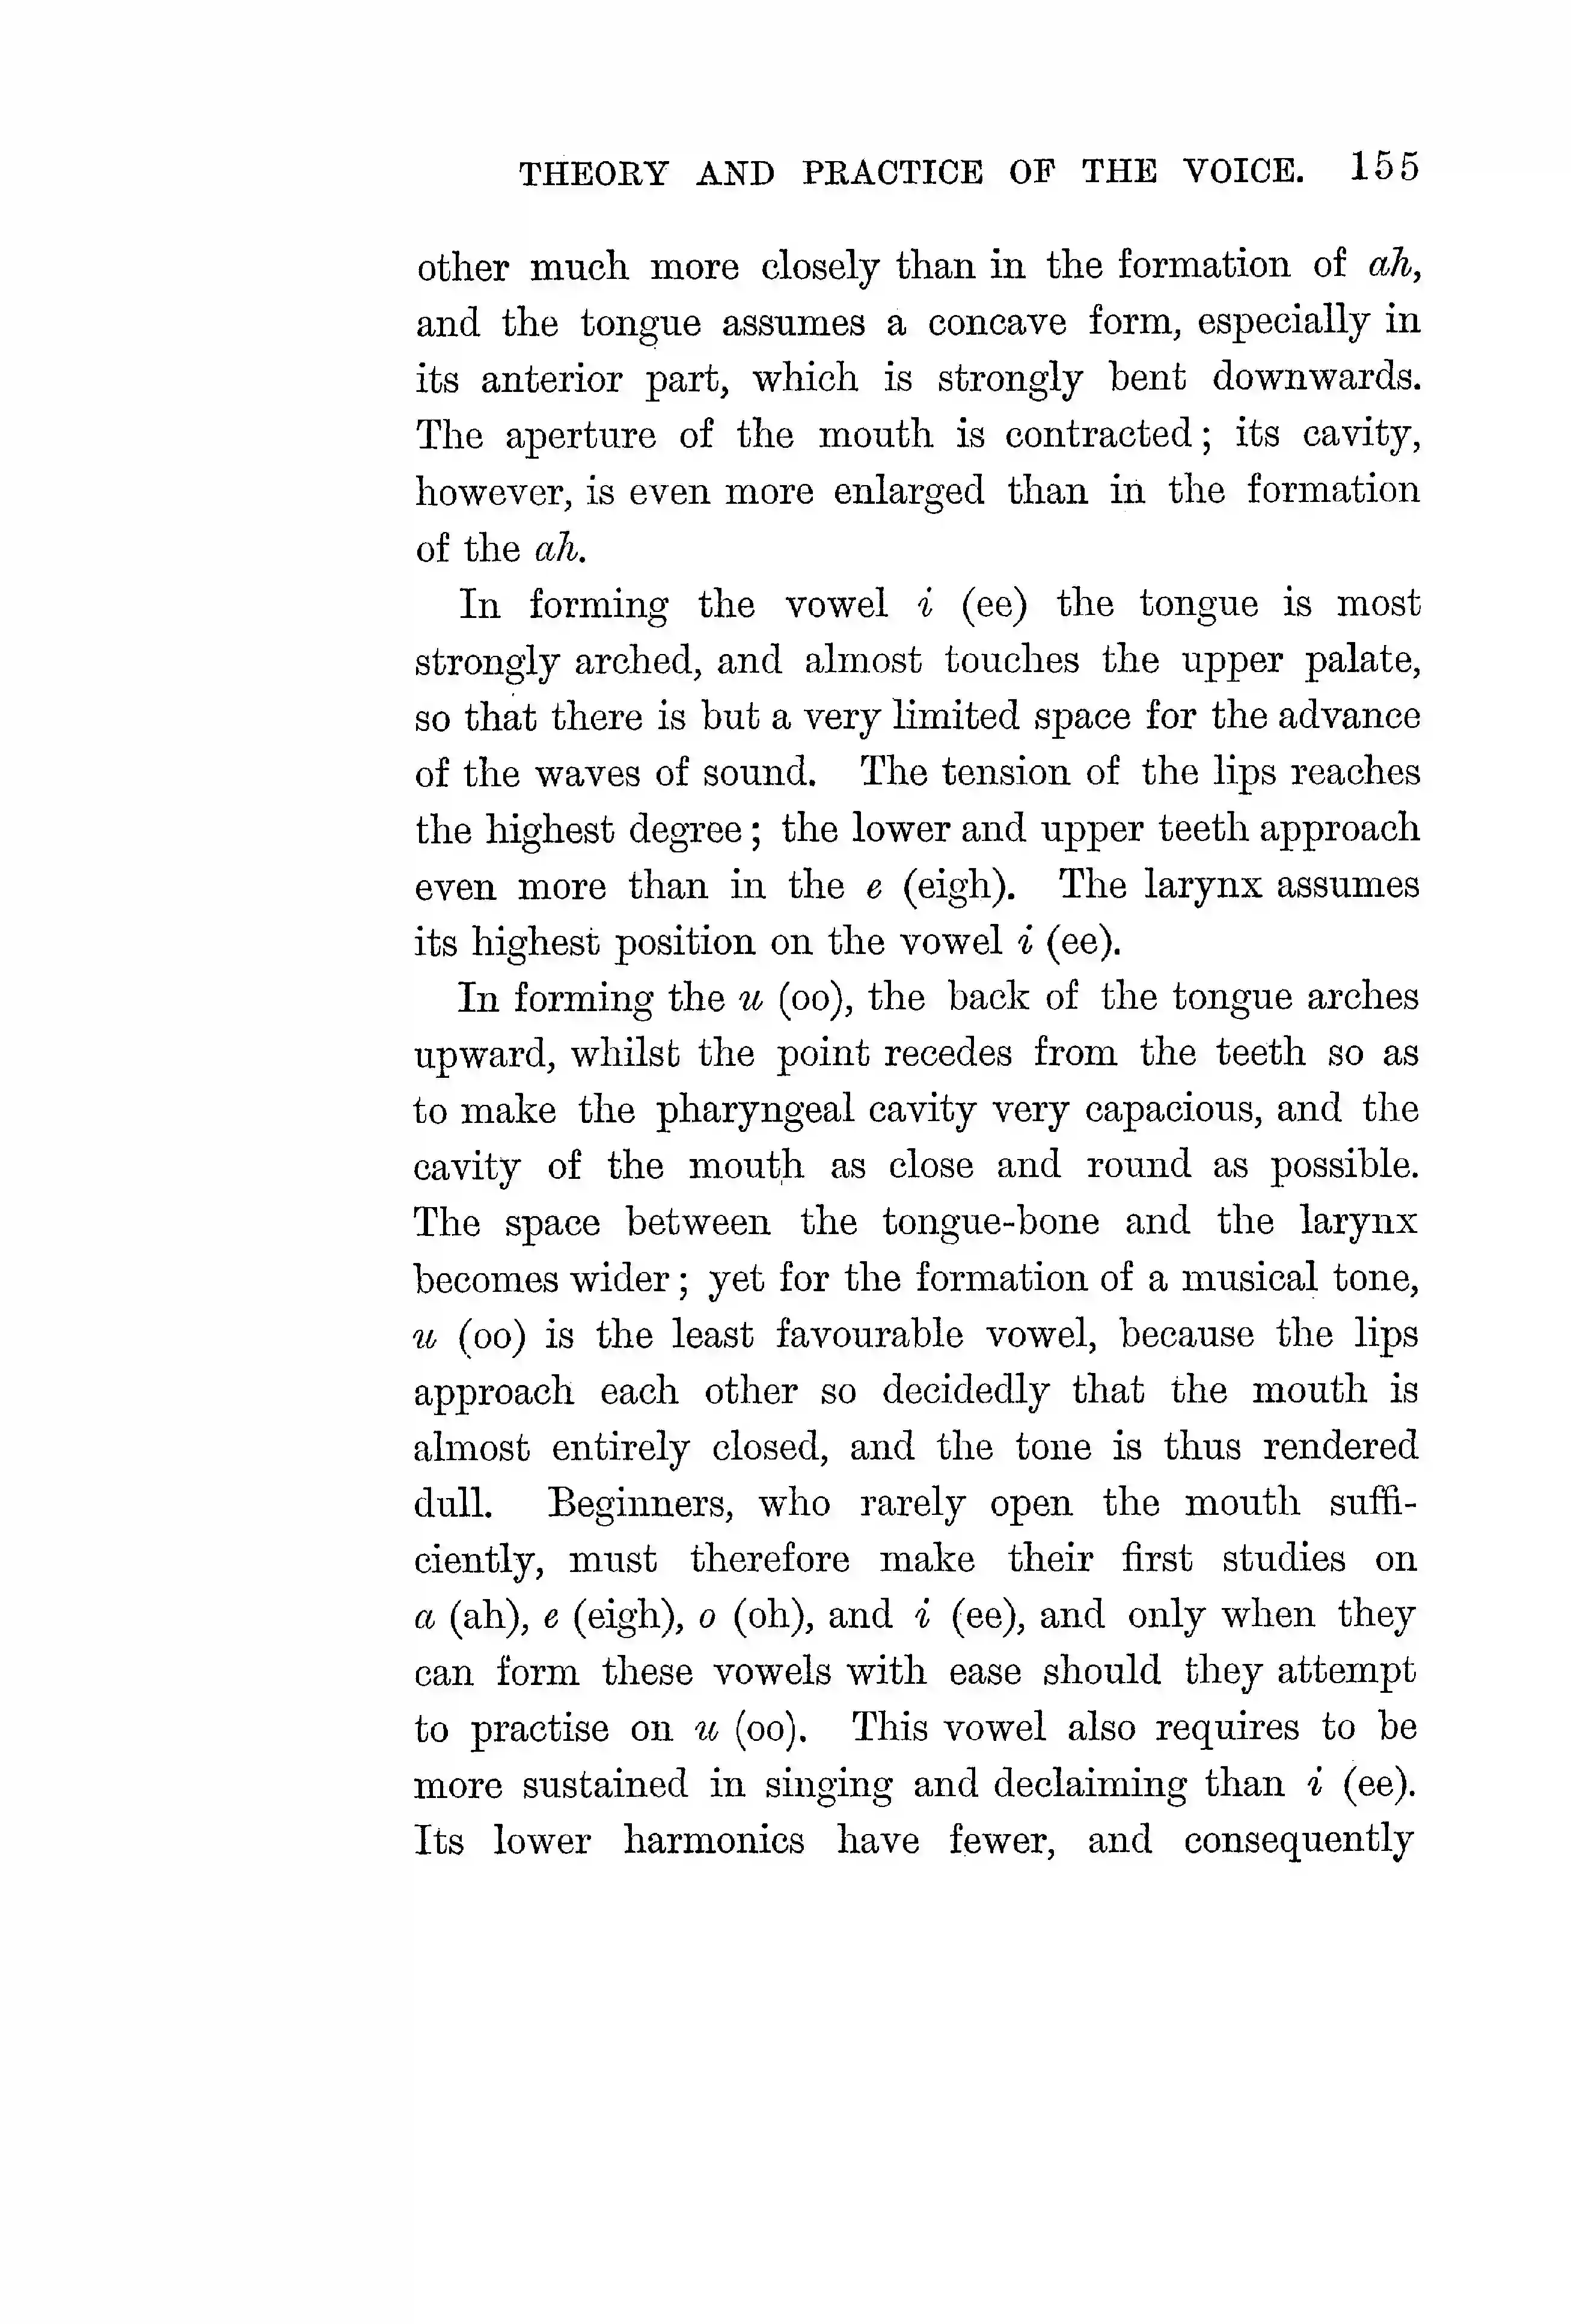 THEORY AND PRACTICE OF THE VOICE. 155
other much more closely than in the formation of ah,
and the tongue assumes a concave form, especially in
its anterior part, which is strongly bent downwards.
The aperture of the mouth is contracted; its cavity,
however, is even more enlarged than in the formation
of the ah.
In forming the vowel i (ee) the tongue is most
strongly arched, and almost touches the upper palate,
so that there is but a very limited space for the advance
of the waves of sound. The tension of the lips reaches
the highest degree; the lower and upper teeth approach
even more than in the e (eigh). The larynx assumes
its highest position on the vowel i (ee).
In forming the u (oo), the back of the tongue arches
upward, whilst the point recedes from the teeth so as
to make the pharyngeal cavity very capacious, and the
cavity of the mouth as close and round as possible.
The space between the tongue-bone and the larynx
becomes wider; yet for the formation of a musical tone,
u (oo) is the least favourable vowel, because the lips
approach each other so decidedly that the mouth is
almost entirely closed, and the tone is thus rendered
dull. Beginners, who rarely open the mouth suffi-
ciently, must therefore make their first studies on
a (ah), e (eigh), o (oh), and i (ee), and only when they
can form these vowels with ease should they attempt
to practise on u (oo). This vowel also requires to be
more sustained in singing and declaiming than i (ee).
Its lower harmonics have fewer, and consequently